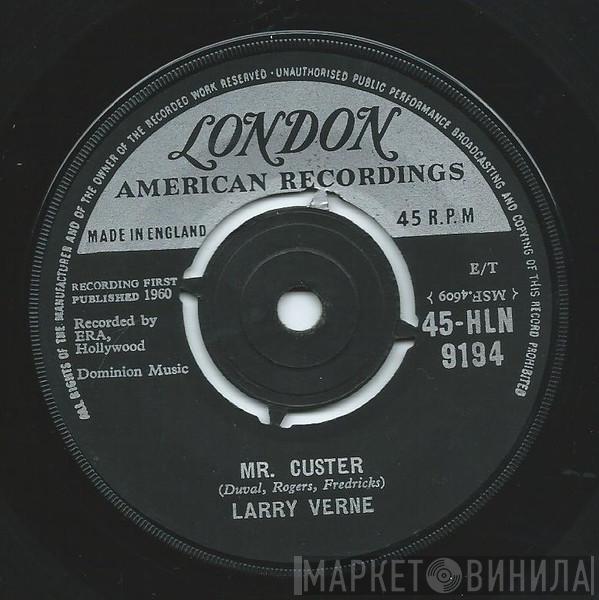 ALL RIGHTS OF THE MANUFACTURER AND OF THE OWNER OF THE RECORDED WORK RESERVED · UNAUTHORISED PUBLIC PERFORMANCE BROADCASTING AND COPYING OF THIS RECORD PROHIBITED
LONDON
AMERICAN RECORDINGS
MADE IN ENGLAND
45 R.P.M
E/T
RECORDING FIRST
PUBLISHED 1960
{ MSF.4609 }
Recorded by
ERA,
Hollywood
45-HLN
9194
Dominion Music
MR. CUSTER
(Duval, Rogers, Fredricks)
LARRY VERNE
МАРКЕТ ВИНИЛА